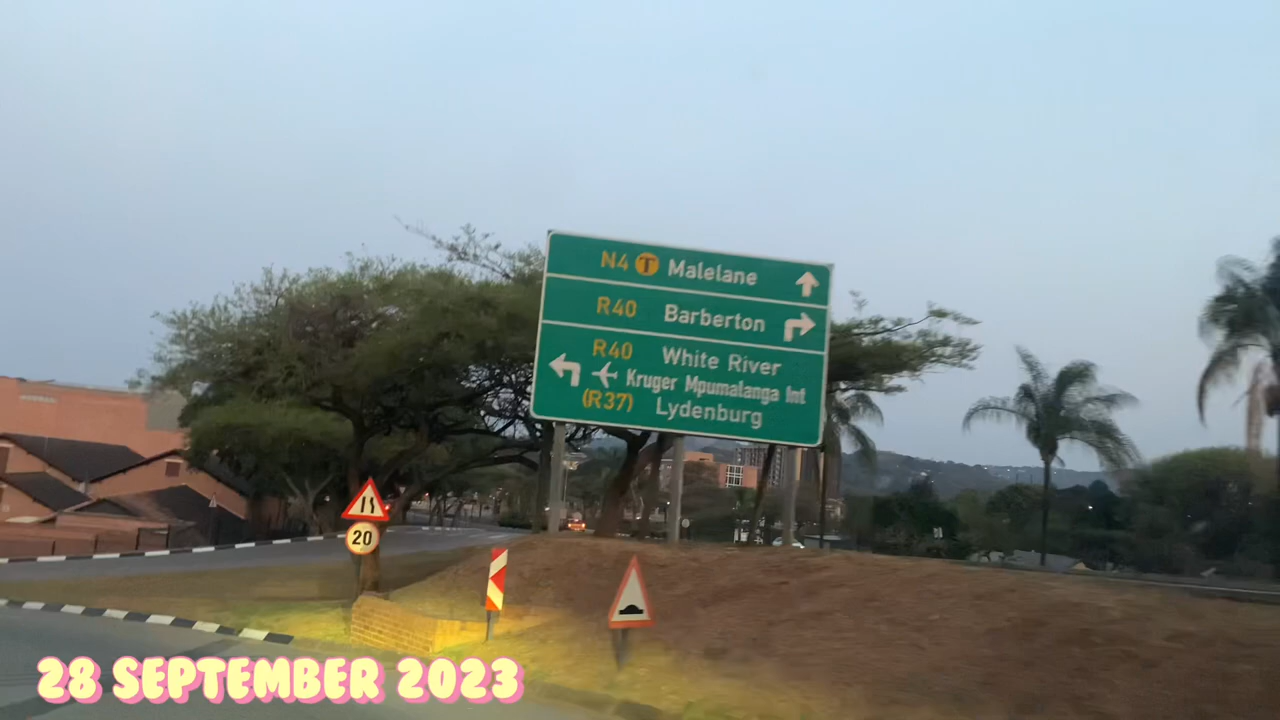 N4 T Malelane
R40 Barberton
R40 White River
Kruger Mpumalanga Int
(R37) Lydenburg
20
28 SEPTEMBER 2023